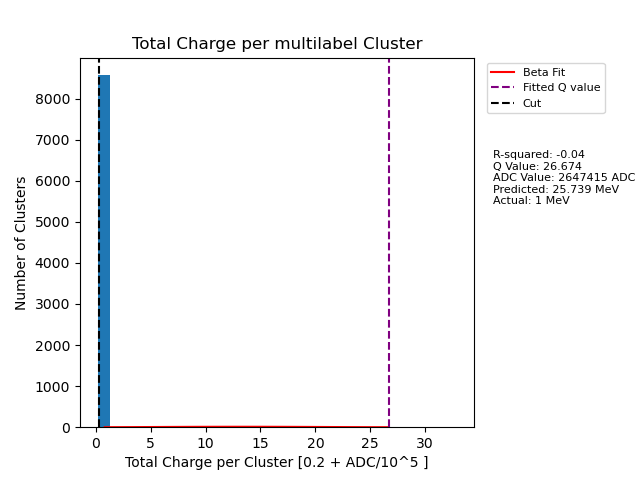 Total Charge per multilabel Cluster
Beta Fit
Fitted Q value
Cut
R-squared: -0.04
Q Value: 26.674
ADC Value: 2647415 ADC
Predicted: 25.739 MeV
Actual: 1 MeV
Number of Clusters
8000
7000
6000
5000
4000
3000
2000
1000
0
0 5 10 15 20 25 30
Total Charge per Cluster [0.2 + ADC/10^5 ]